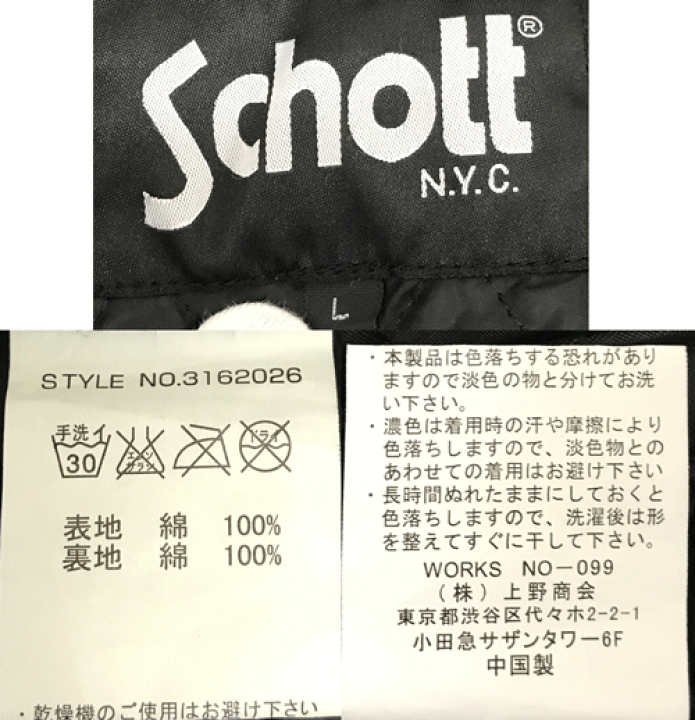 Schott®
N.Y.C.
L
STYLE NO.3162026
手洗イ
30
エンソ
サラシ
ドライ
表地 綿 100%
裏地 綿 100%
・乾燥機のご使用はお避け下さい
・本製品は色落ちする恐れがあり
ますので淡色の物と分けてお洗
い下さい。
・濃色は着用時の汗や摩擦により
色落ちしますので、淡色物との
あわせての着用はお避け下さい
・長時間ぬれたままにしておくと
色落ちしますので、洗濯後は形
を整えてすぐに干して下さい。
WORKS NO-099
(株)上野商会
東京都渋谷区代々木2-2-1
小田急サザンタワー6F
中国製